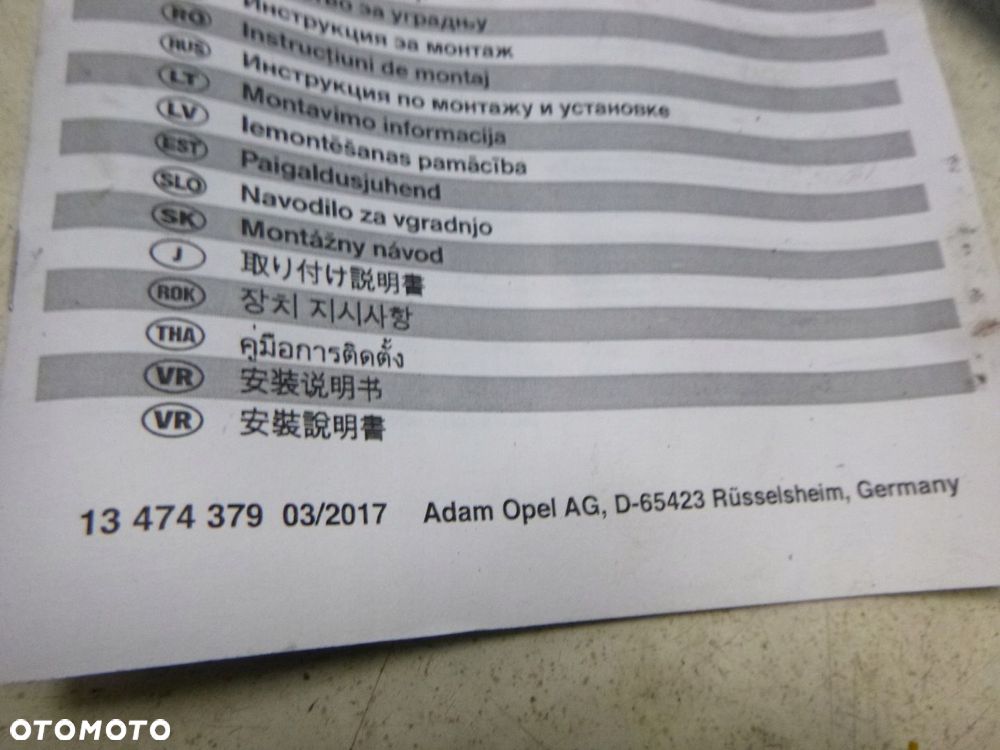 за уградњу
Инструкция за монтаж
RO Instrucțiuni de montaj
RUS Инструкция по монтажу и установке
LT Montavimo informacija
LV Iemontēšanas pamācība
EST Paigaldusjuhend
SLO Navodilo za vgradnjo
SK Montážny návod
J 取り付け説明書
ROK 장치 지시사항
THA คู่มือการติดตั้ง
VR 安装说明书
VR 安裝說明書
13 474 379 03/2017 Adam Opel AG, D-65423 Rüsselsheim, Germany
OTOMOTO